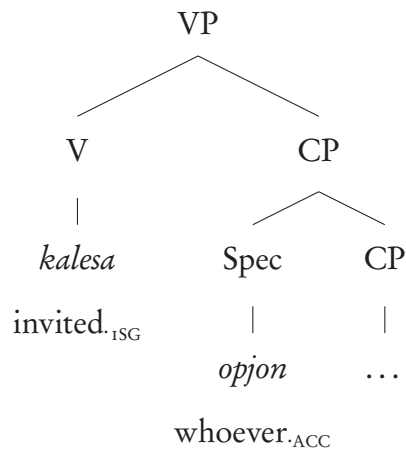 VP
V CP
kalesa Spec CP
invited.1SG
opjon ...
whoever.ACC